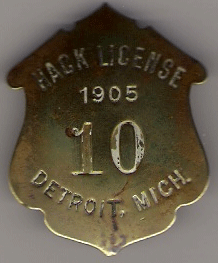 HACK LICENSE
1905
10
DETROIT, MICH.